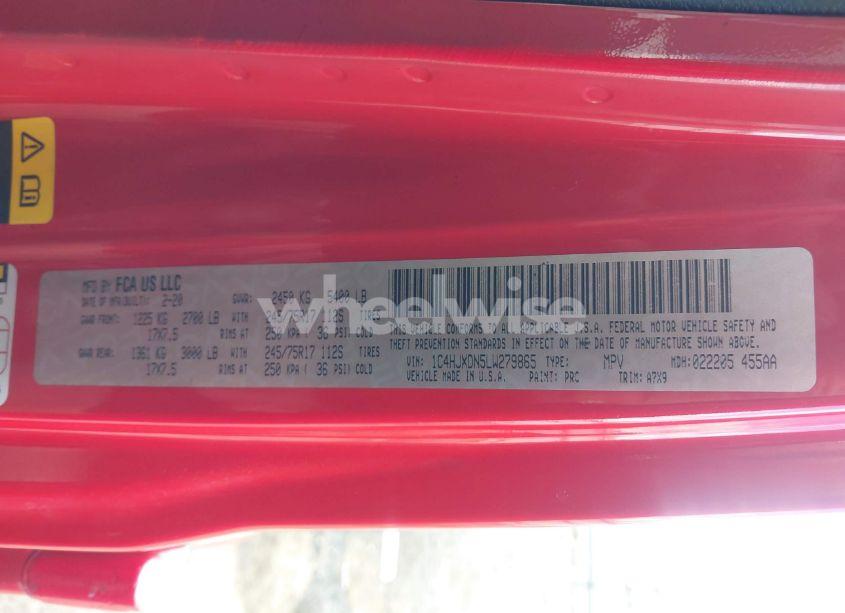 MFD BY: FCA US LLC
DATE OF MFR(BUILT): 2-20 GVWR: 2450 KG 5400 LB
GAWR FRONT: 1225 KG 2700 LB WITH 245/75R17 112S TIRES
17X7.5 RIMS AT 250 KPA ( 36 PSI) COLD
GAWR REAR: 1361 KG 3000 LB WITH 245/75R17 112S TIRES
17X7.5 RIMS AT 250 KPA ( 36 PSI) COLD
THIS VEHICLE CONFORMS TO ALL APPLICABLE U.S.A. FEDERAL MOTOR VEHICLE SAFETY AND
THEFT PREVENTION STANDARDS IN EFFECT ON THE DATE OF MANUFACTURE SHOWN ABOVE.
VIN: 1C4HJXDN5LW279865 TYPE: MPV MDH: 022205 455AA
VEHICLE MADE IN U.S.A. PAINT: PRC TRIM: A7X9
wheelwise